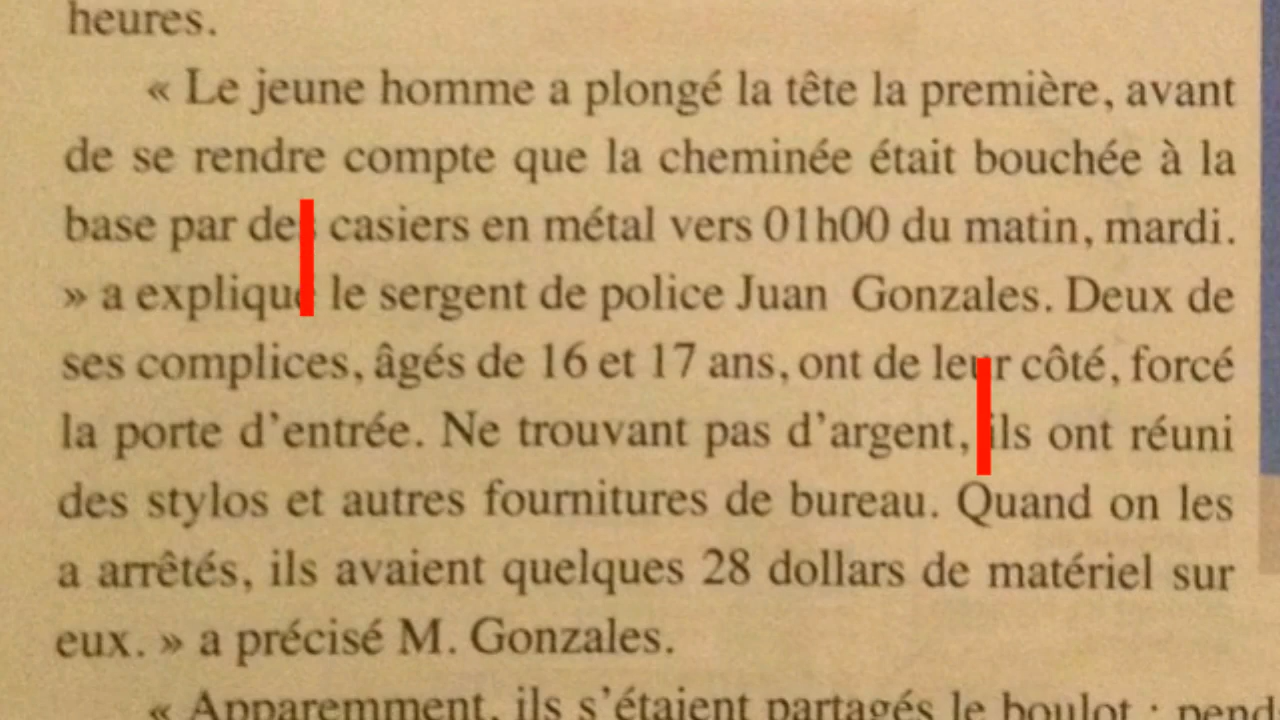 heures.
« Le jeune homme a plongé la tête la première, avant
de se rendre compte que la cheminée était bouchée à la
base par des casiers en métal vers 01h00 du matin, mardi.
» a expliqué le sergent de police Juan Gonzales. Deux de
ses complices, âgés de 16 et 17 ans, ont de leur côté, forcé
la porte d’entrée. Ne trouvant pas d’argent, ils ont réuni
des stylos et autres fournitures de bureau. Quand on les
a arrêtés, ils avaient quelques 28 dollars de matériel sur
eux. » a précisé M. Gonzales.
« Apparemment, ils s’étaient partagés le boulot : pend